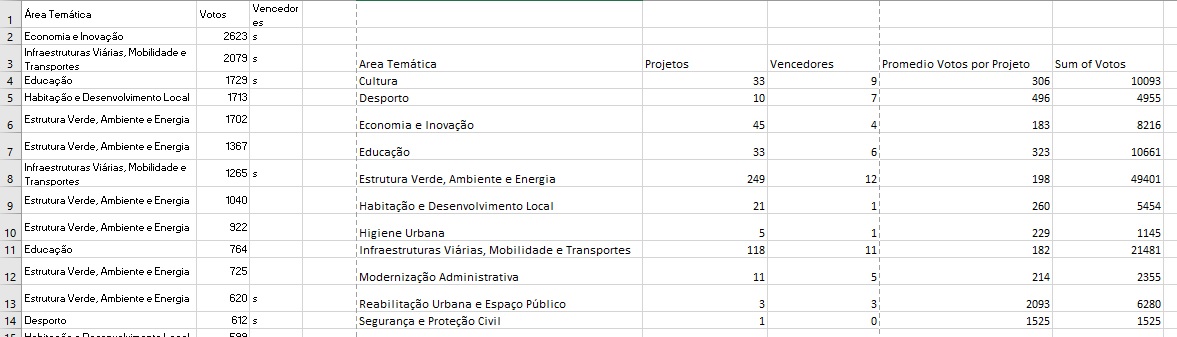 1 Área Temática Votos Vencedor
es
2 Economia e Inovação 2623 s
Infraestruturas Viárias, Mobilidade e
3 Transportes 2079 s Area Temática Projetos Vencedores Promedio Votos por Projeto Sum of Votos
4 Educação 1729 s Cultura 33 9 306 10093
5 Habitação e Desenvolvimento Local 1713 Desporto 10 7 496 4955
6 Estrutura Verde, Ambiente e Energia 1702 Economia e Inovação 45 4 183 8216
7 Estrutura Verde, Ambiente e Energia 1367 Educação 33 6 323 10661
Infraestruturas Viárias, Mobilidade e
8 Transportes 1265 s Estrutura Verde, Ambiente e Energia 249 12 198 49401
9 Estrutura Verde, Ambiente e Energia 1040 Habitação e Desenvolvimento Local 21 1 260 5454
10 Estrutura Verde, Ambiente e Energia 922 Higiene Urbana 5 1 229 1145
11 Educação 764 Infraestruturas Viárias, Mobilidade e Transportes 118 11 182 21481
12 Estrutura Verde, Ambiente e Energia 725 Modernização Administrativa 11 5 214 2355
13 Estrutura Verde, Ambiente e Energia 620 s Reabilitação Urbana e Espaço Público 3 3 2093 6280
14 Desporto 612 s Segurança e Proteção Civil 1 0 1525 1525